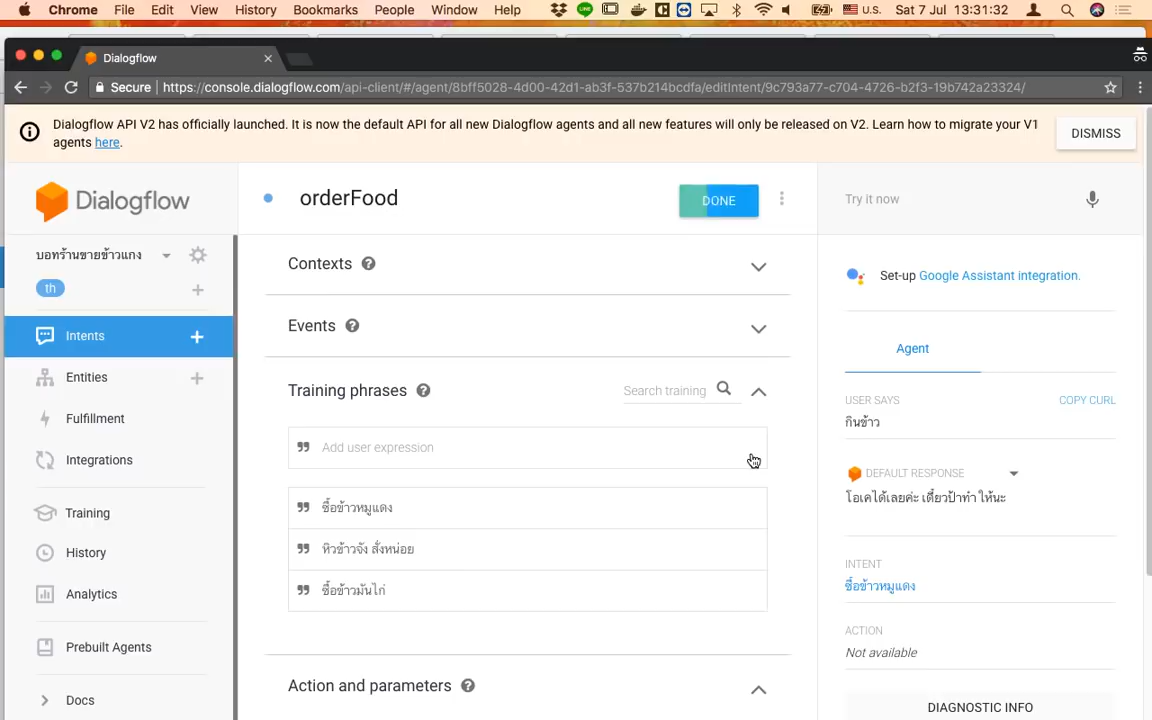 Chrome File Edit View History Bookmarks People Window Help
U.S. Sat 7 Jul 13:31:32
Dialogflow
Secure https://console.dialogflow.com/api-client/#/agent/8bff5028-4d00-42d1-ab3f-537b214bcdfa/editIntent/9c793a77-c704-4726-b2f3-19b742a23324/
Dialogflow API V2 has officially launched. It is now the default API for all new Dialogflow agents and all new features will only be released on V2. Learn how to migrate your V1
agents here.
DISMISS
Dialogflow
บอทร้านขายข้าวแกง
th
Intents
Entities
Fulfillment
Integrations
Training
History
Analytics
Prebuilt Agents
Docs
orderFood
DONE
Contexts
Events
Training phrases
Search training
Add user expression
ซื้อข้าวหมูแดง
หิวข้าวจัง สั่งหน่อย
ซื้อข้าวมันไก่
Action and parameters
Try it now
Set-up Google Assistant integration.
Agent
USER SAYS
COPY CURL
กินข้าว
DEFAULT RESPONSE
โอเคได้เลยค่ะ เดี๋ยวป้าทำ ให้นะ
INTENT
ซื้อข้าวหมูแดง
ACTION
Not available
DIAGNOSTIC INFO